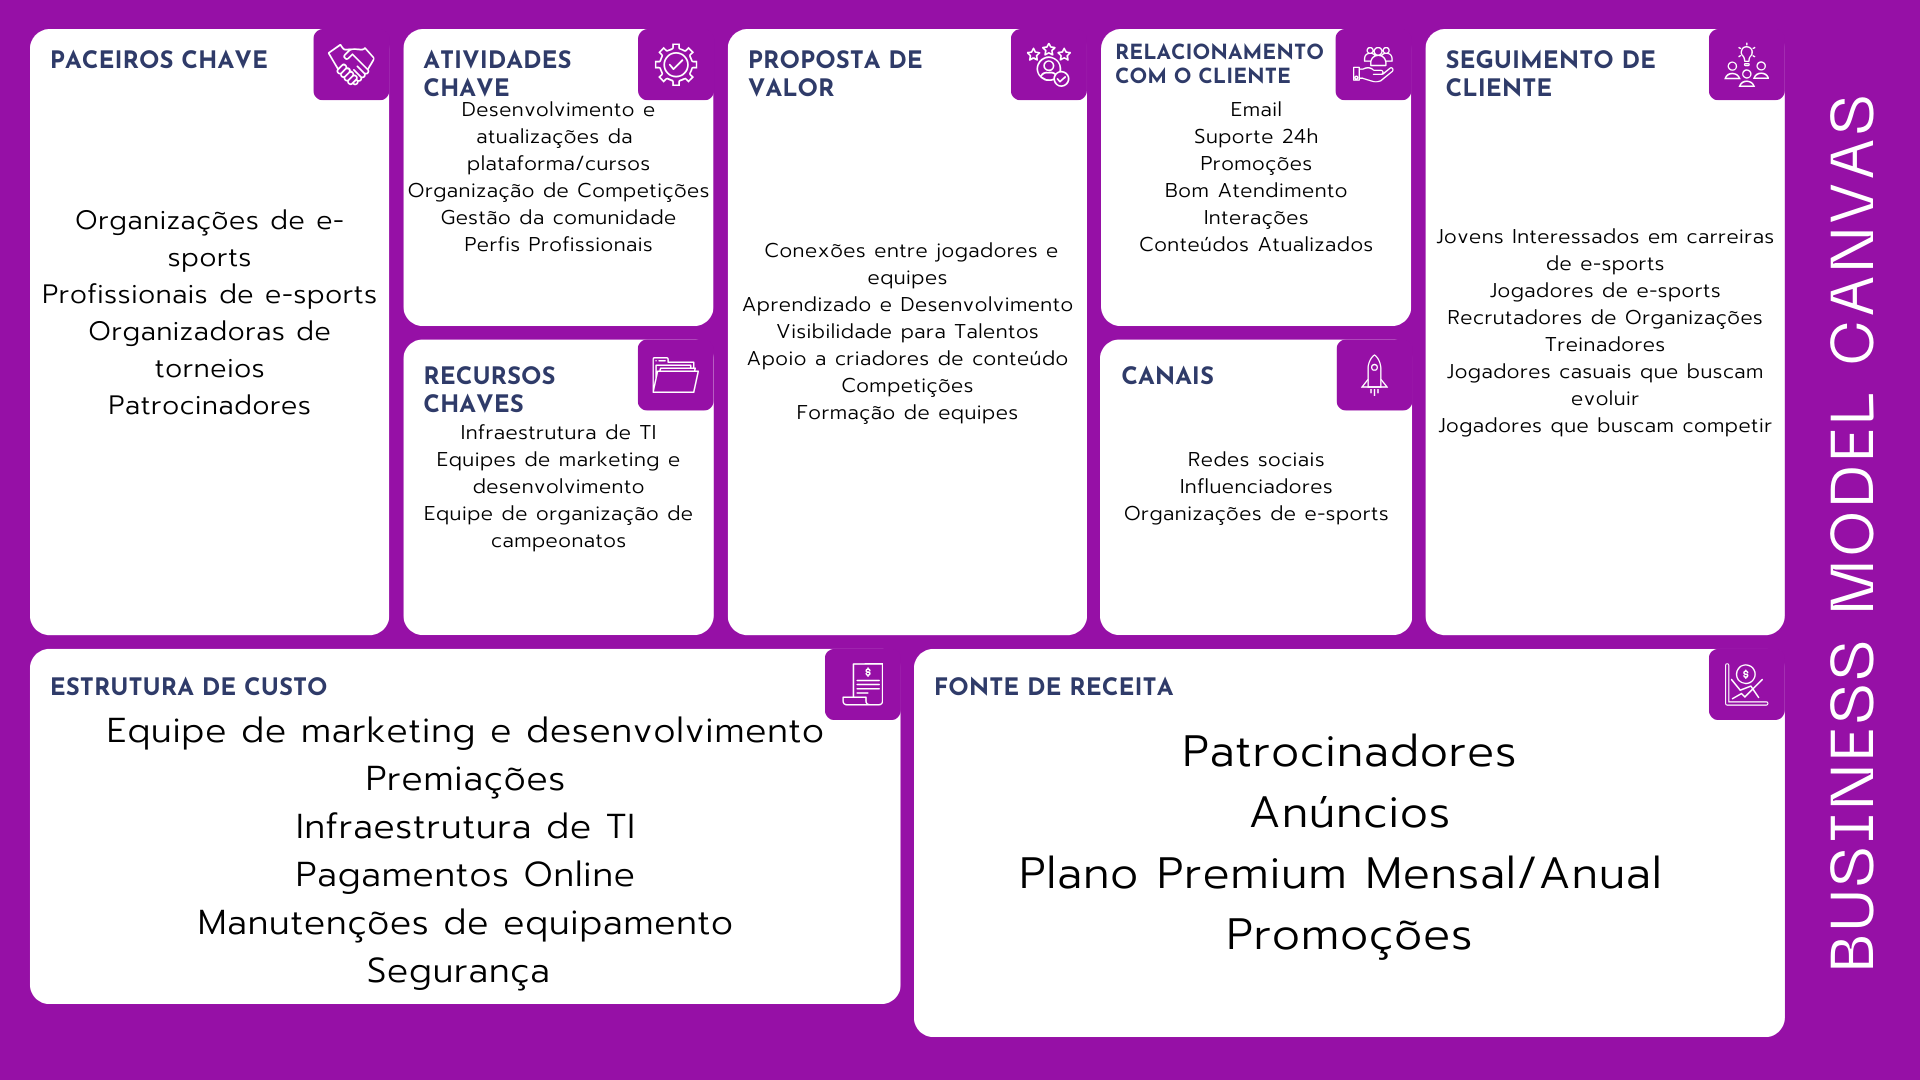 PACEIROS CHAVE
Organizações de e-
sports
Profissionais de e-sports
Organizadoras de
torneios
Patrocinadores
ATIVIDADES
CHAVE
Desenvolvimento e
atualizações da
plataforma/cursos
Organização de Competições
Gestão da comunidade
Perfis Profissionais
RECURSOS
CHAVES
Infraestrutura de TI
Equipes de marketing e
desenvolvimento
Equipe de organização de
campeonatos
PROPOSTA DE
VALOR
Conexões entre jogadores e
equipes
Aprendizado e Desenvolvimento
Visibilidade para Talentos
Apoio a criadores de conteúdo
Competições
Formação de equipes
RELACIONAMENTO
COM O CLIENTE
Email
Suporte 24h
Promoções
Bom Atendimento
Interações
Conteúdos Atualizados
CANAIS
Redes sociais
Influenciadores
Organizações de e-sports
SEGUIMENTO DE
CLIENTE
Jovens Interessados em carreiras
de e-sports
Jogadores de e-sports
Recrutadores de Organizações
Treinadores
Jogadores casuais que buscam
evoluir
Jogadores que buscam competir
ESTRUTURA DE CUSTO
Equipe de marketing e desenvolvimento
Premiações
Infraestrutura de TI
Pagamentos Online
Manutenções de equipamento
Segurança
FONTE DE RECEITA
Patrocinadores
Anúncios
Plano Premium Mensal/Anual
Promoções
BUSINESS MODEL CANVAS